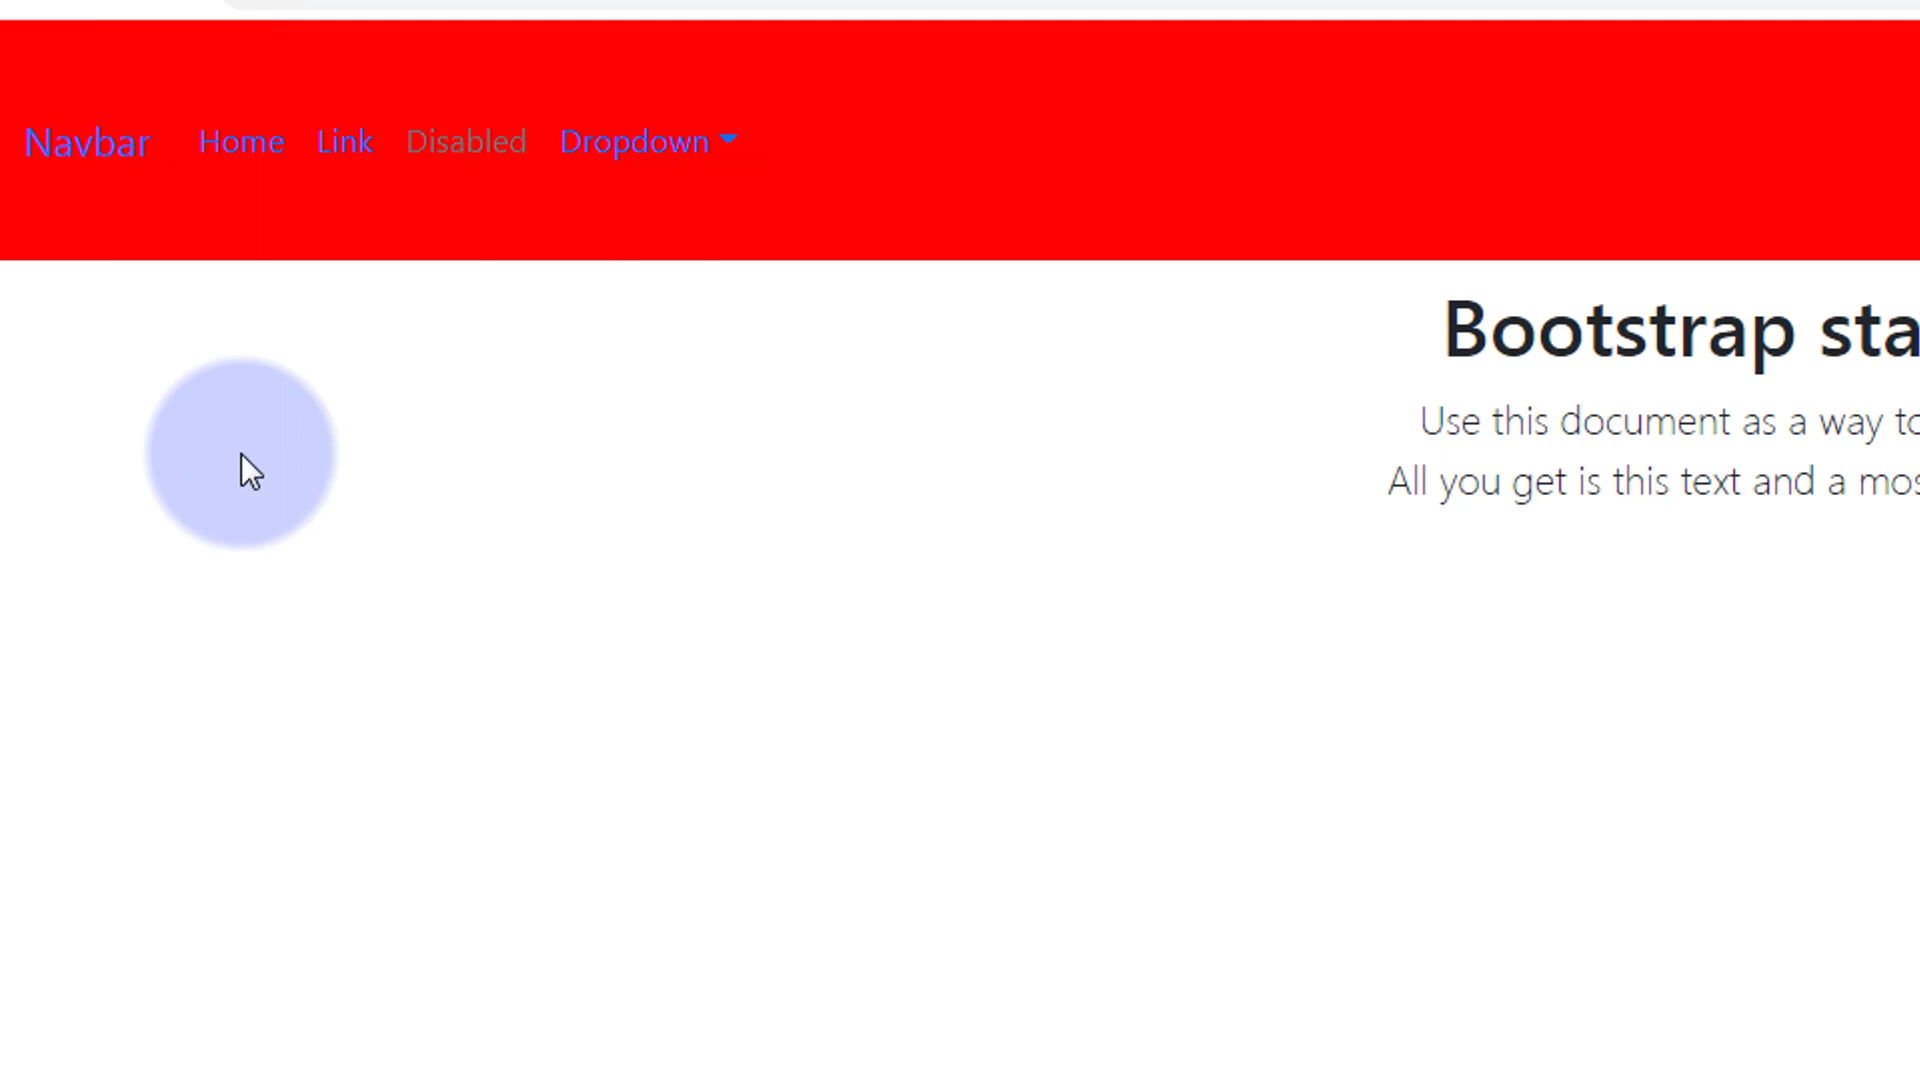 Navbar Home Link Disabled Dropdown
Bootstrap sta
Use this document as a way to
All you get is this text and a mos